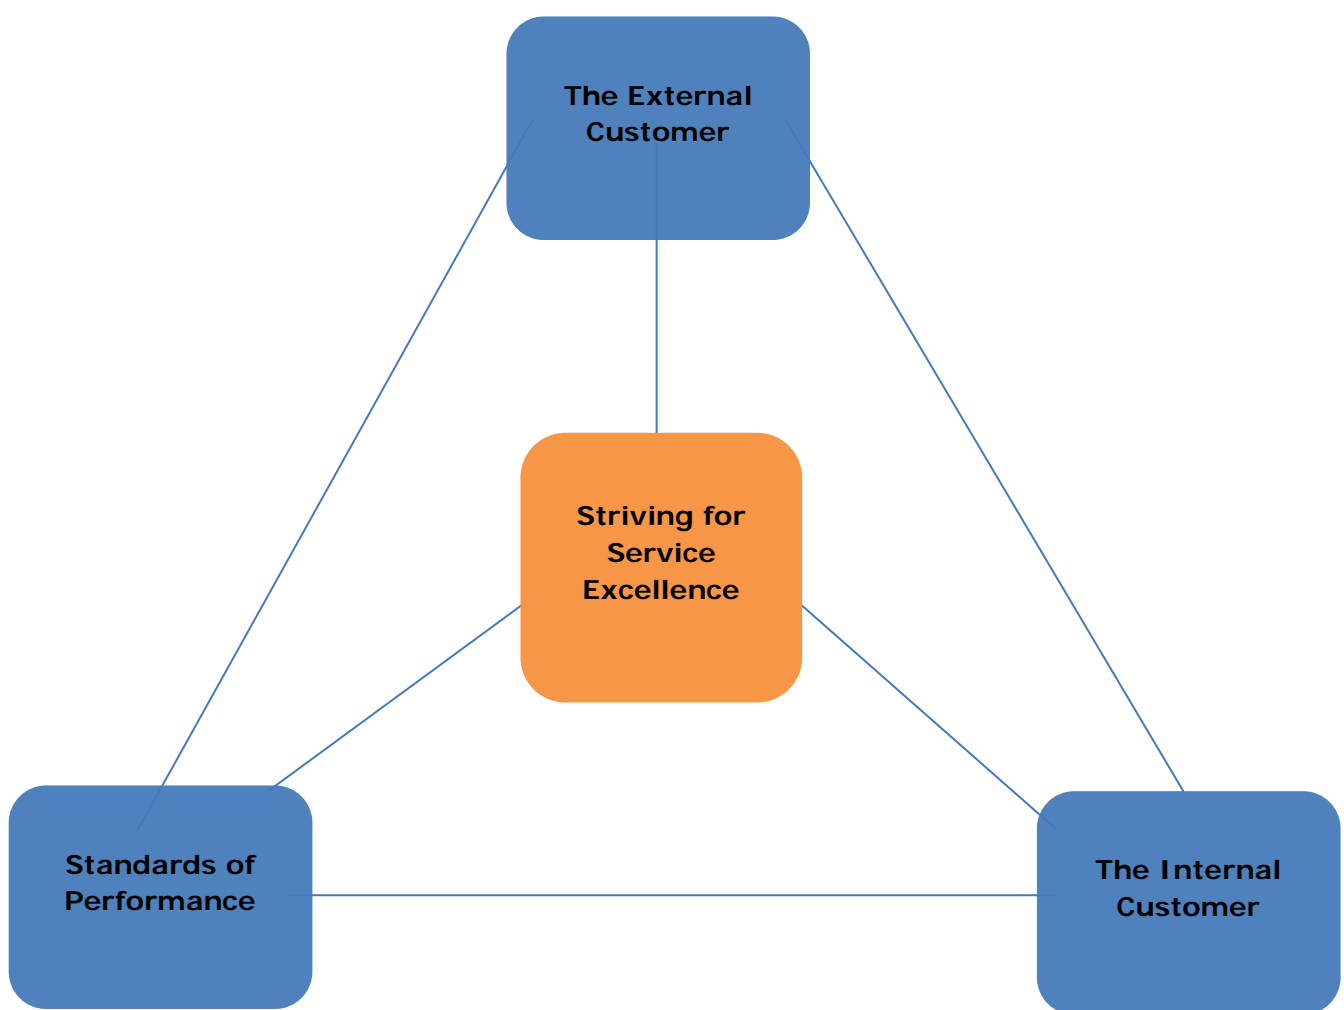 The External
Customer
Striving for
Service
Excellence
Standards of
Performance
The Internal
Customer